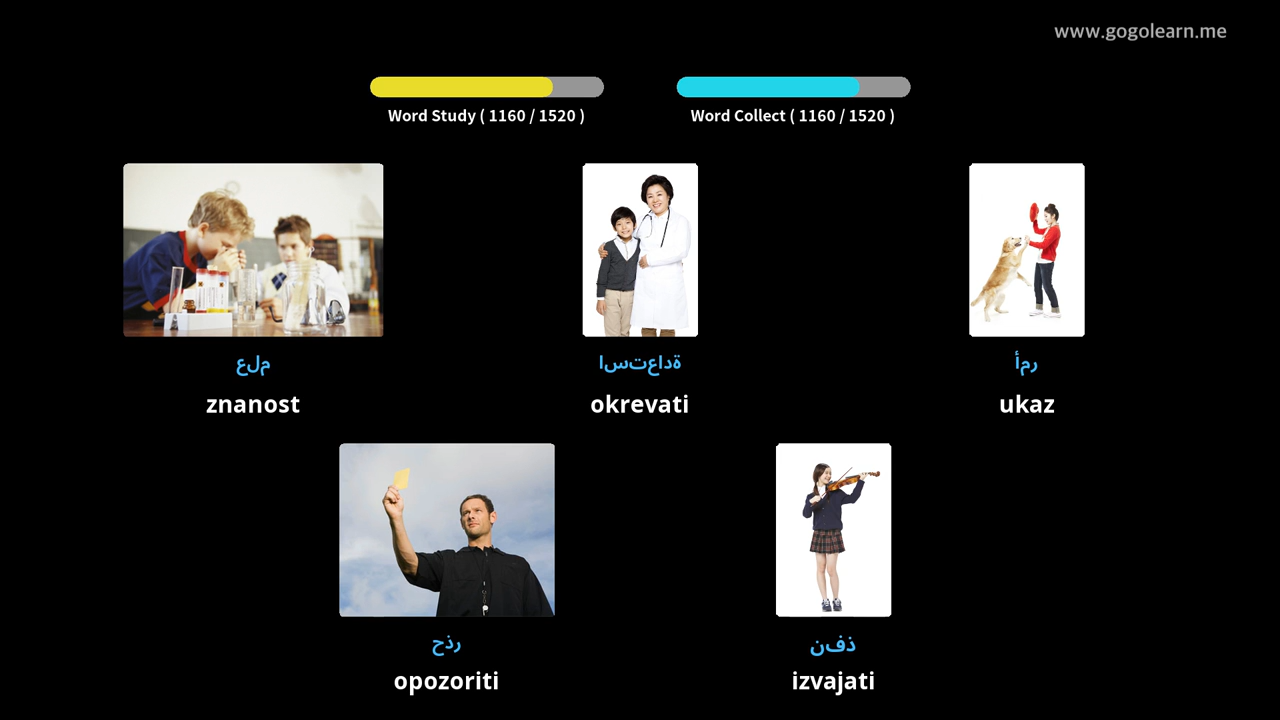 www.gogolearn.me
Word Study ( 1160 / 1520 )
Word Collect ( 1160 / 1520 )
علم
استعادة
أمر
znanost
okrevati
ukaz
حذر
نفذ
opozoriti
izvajati